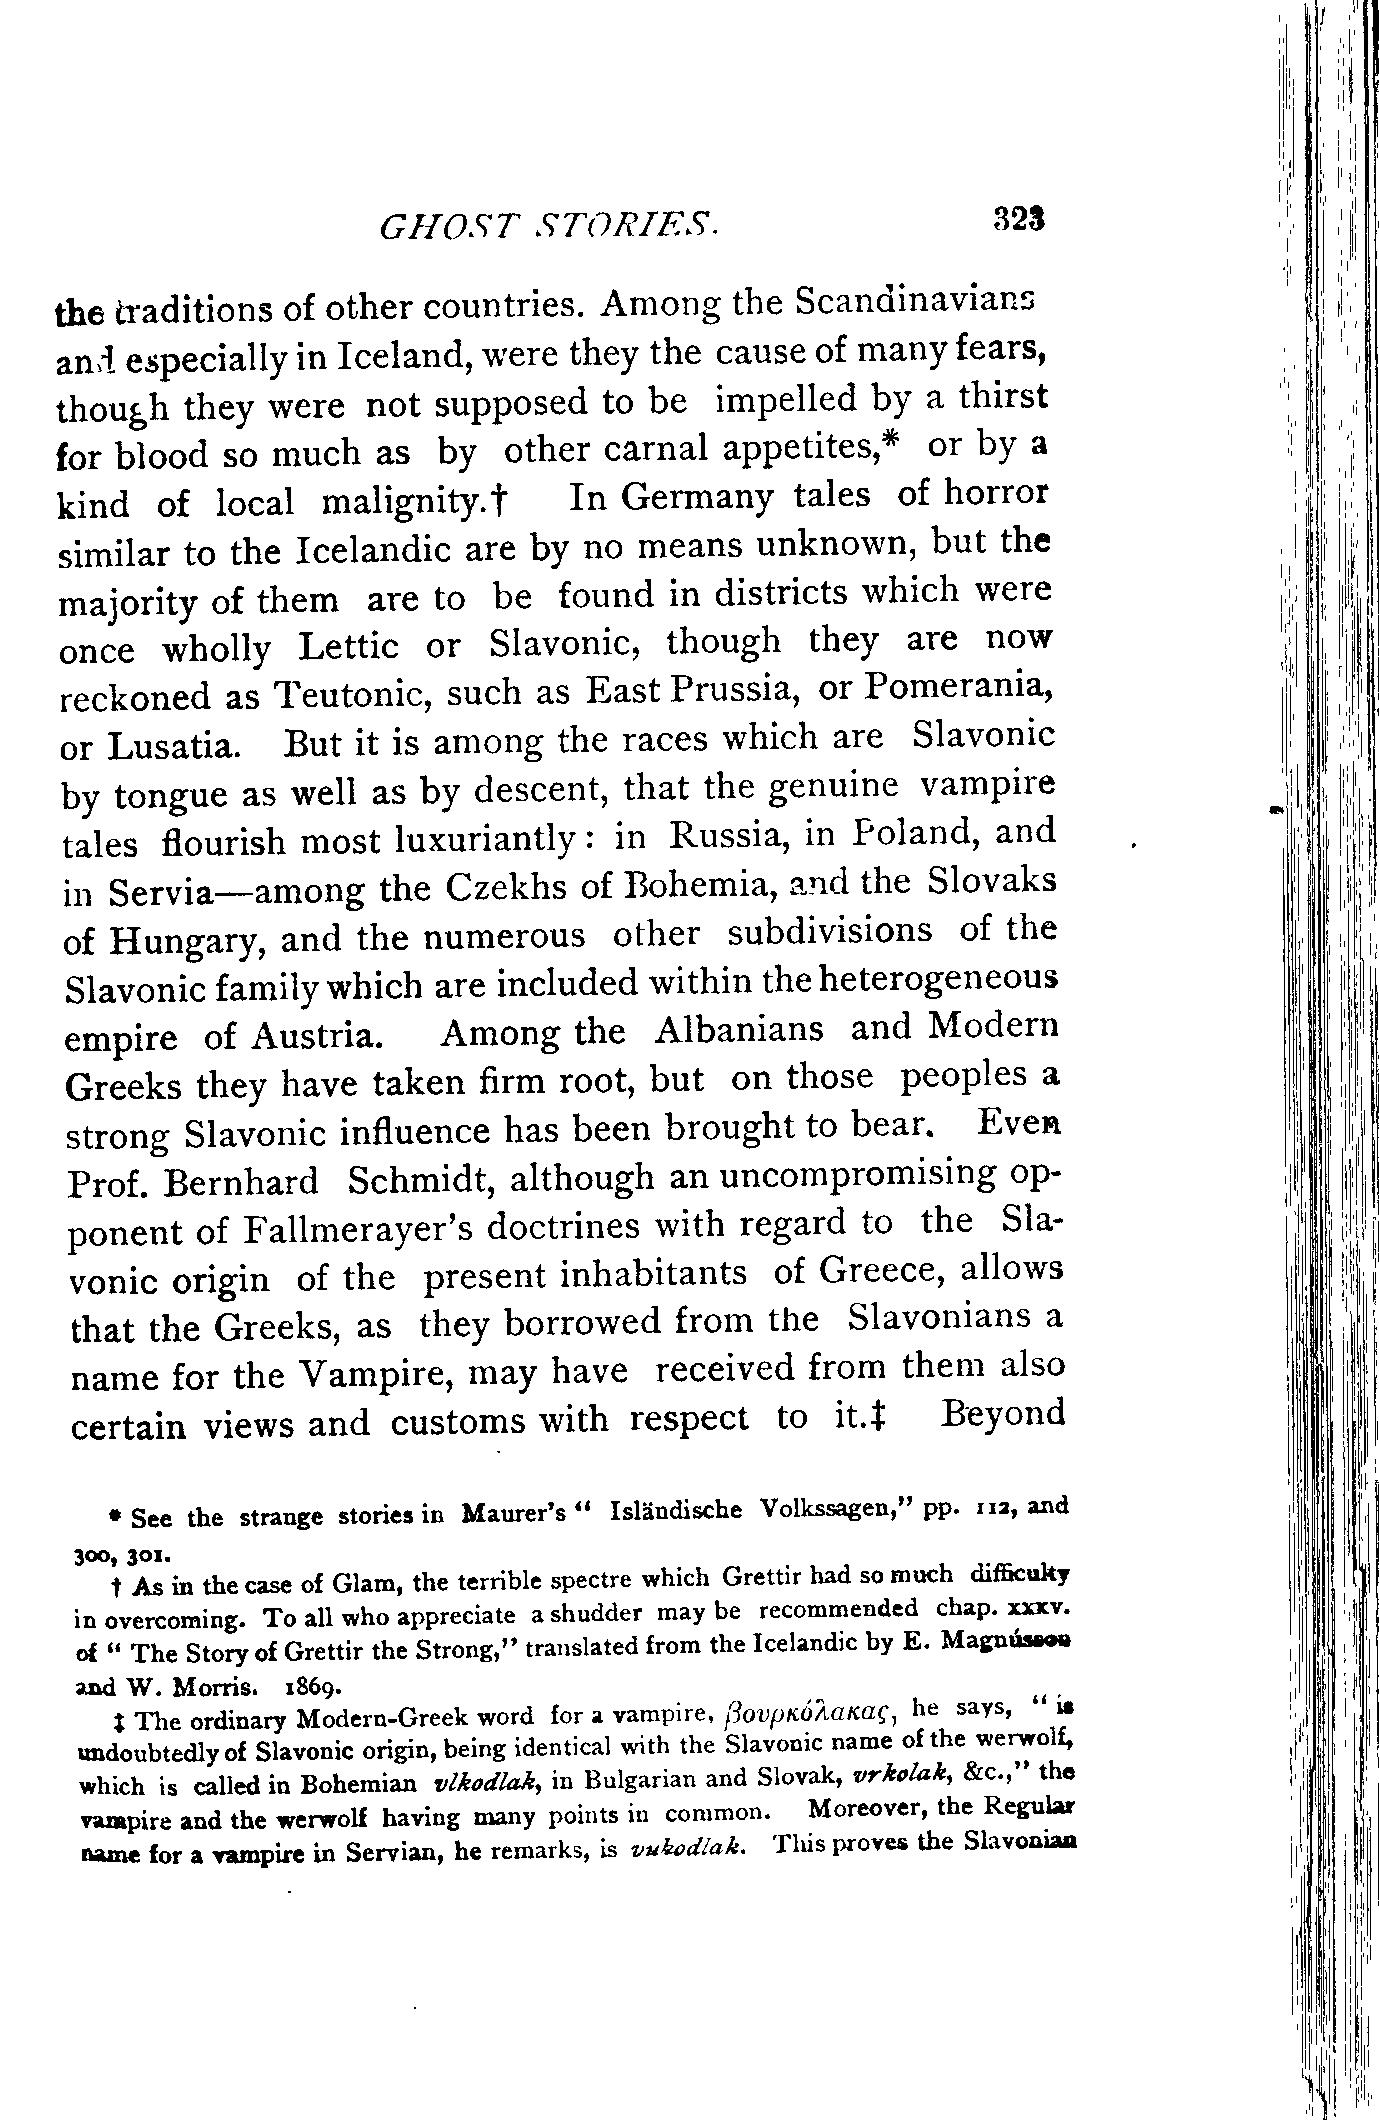 GHOST STORIES. 323
the traditions of other countries. Among the Scandinavians
and especially in Iceland, were they the cause of many fears,
though they were not supposed to be impelled by a thirst
for blood so much as by other carnal appetites,* or by a
kind of local malignity.† In Germany tales of horror
similar to the Icelandic are by no means unknown, but the
majority of them are to be found in districts which were
once wholly Lettic or Slavonic, though they are now
reckoned as Teutonic, such as East Prussia, or Pomerania,
or Lusatia. But it is among the races which are Slavonic
by tongue as well as by descent, that the genuine vampire
tales flourish most luxuriantly: in Russia, in Poland, and
in Servia—among the Czekhs of Bohemia, and the Slovaks
of Hungary, and the numerous other subdivisions of the
Slavonic family which are included within the heterogeneous
empire of Austria. Among the Albanians and Modern
Greeks they have taken firm root, but on those peoples a
strong Slavonic influence has been brought to bear. Even
Prof. Bernhard Schmidt, although an uncompromising op-
ponent of Fallmerayer's doctrines with regard to the Sla-
vonic origin of the present inhabitants of Greece, allows
that the Greeks, as they borrowed from the Slavonians a
name for the Vampire, may have received from them also
certain views and customs with respect to it.‡ Beyond
* See the strange stories in Maurer's " Isländische Volkssagen," pp. 112, and
300, 301.
† As in the case of Glam, the terrible spectre which Grettir had so much difficulty
in overcoming. To all who appreciate a shudder may be recommended chap. xxxv.
of " The Story of Grettir the Strong," translated from the Icelandic by E. Magnússon
and W. Morris. 1869.
‡ The ordinary Modern-Greek word for a vampire, βουρκόλακας, he says, " is
undoubtedly of Slavonic origin, being identical with the Slavonic name of the werwolf,
which is called in Bohemian vlkodlak, in Bulgarian and Slovak, vrkolak, &c.," the
vampire and the werwolf having many points in common. Moreover, the Regular
name for a vampire in Servian, he remarks, is vukodlak. This proves the Slavonian